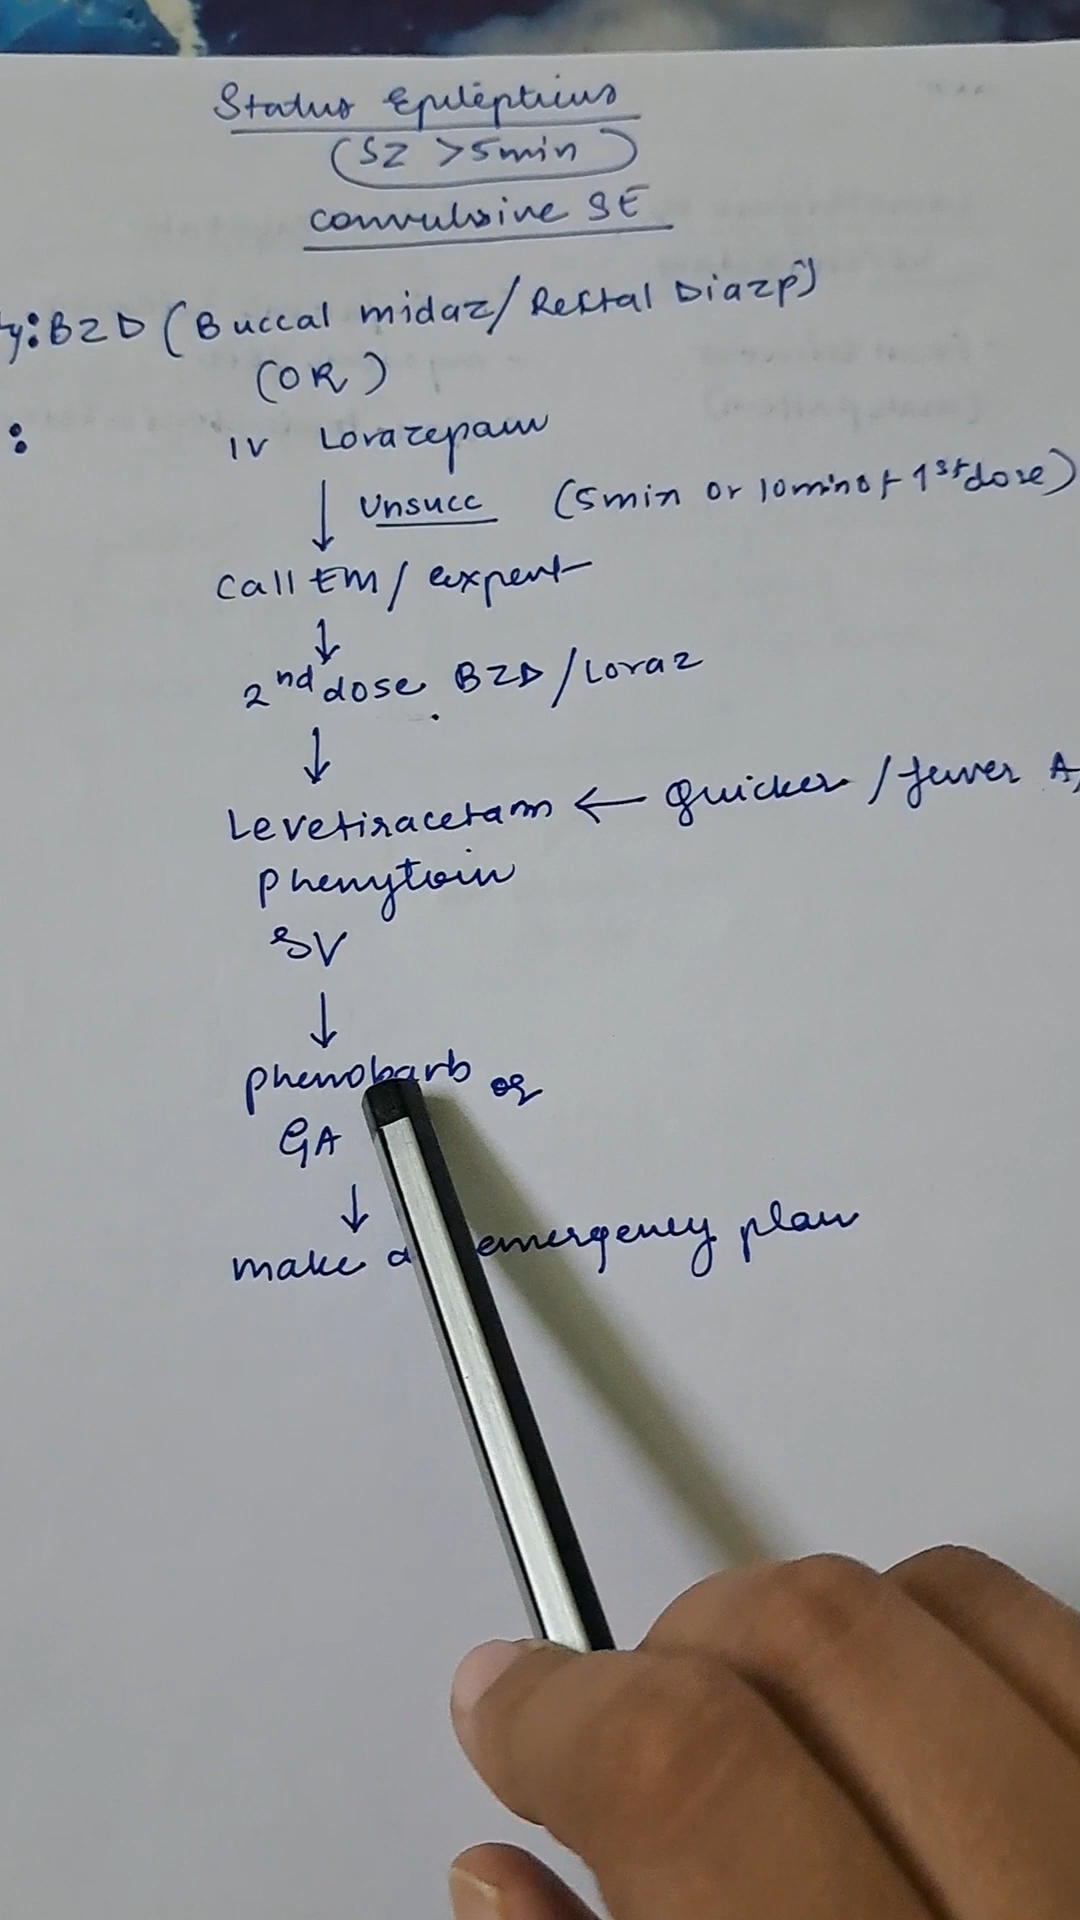 Status Epilepticus
(SZ >5min)
convulsive SE
y: BZD (Buccal midaz/Rectal Diazp)
(OR)
: IV Lorazepam
↓ Unsucc (5min or 10min of 1st dose)
Call EM/ expert
↓
2nd dose BZD/Loraz
↓
Levetiracetam ← quicker/fewer A
Phenytoin
SV
↓
phenobarb or
GA
↓
make emergency plan